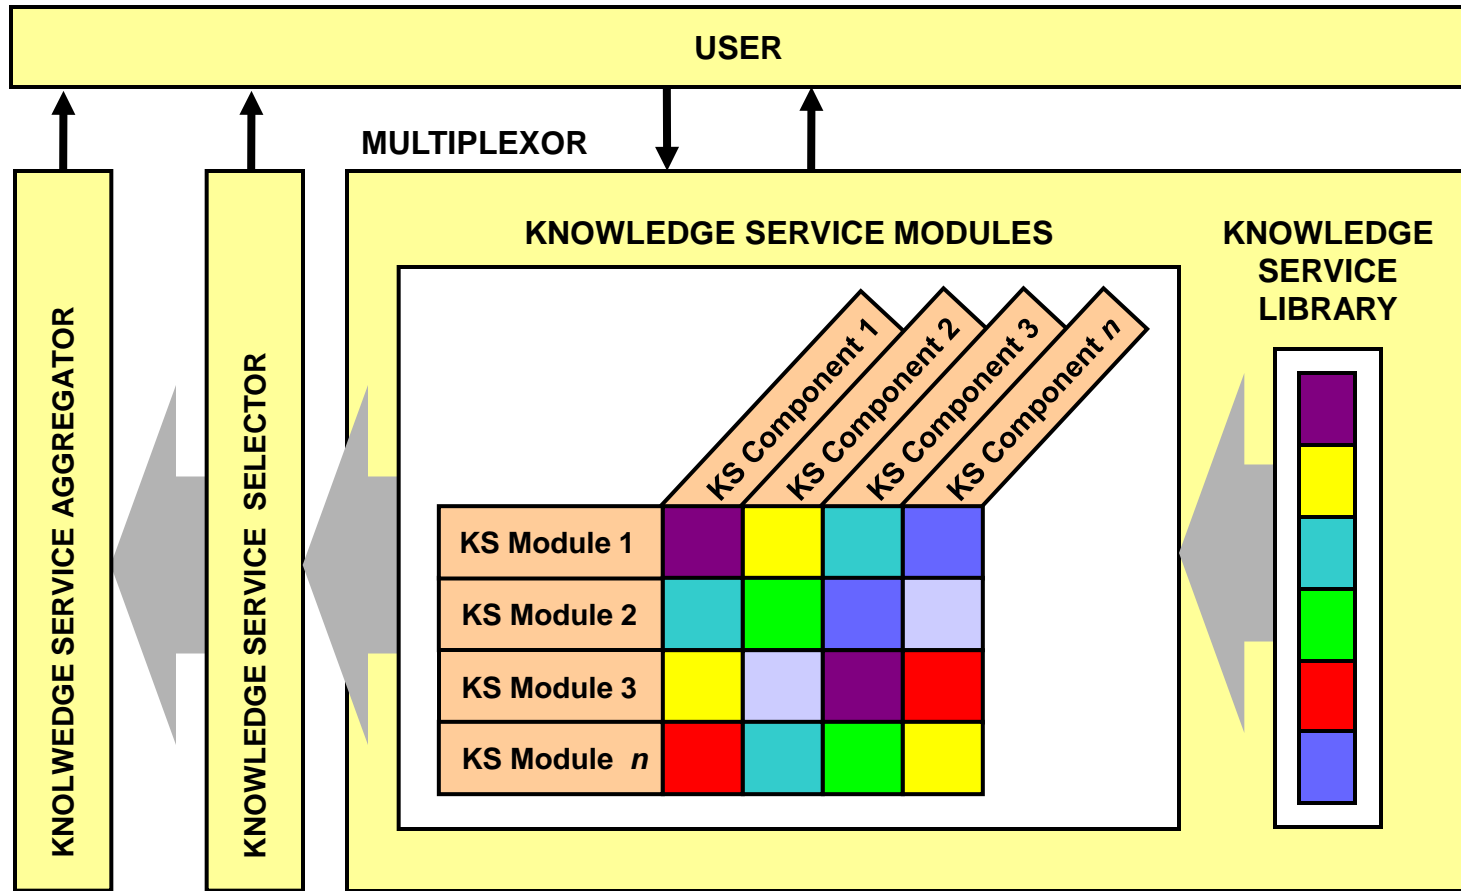 USER
MULTIPLEXOR
KNOLWEDGE SERVICE AGGREGATOR
KNOWLEDGE SERVICE SELECTOR
KNOWLEDGE SERVICE MODULES
KNOWLEDGE
SERVICE
LIBRARY
KS Component 1
KS Component 2
KS Component 3
KS Component n
KS Module 1
KS Module 2
KS Module 3
KS Module n